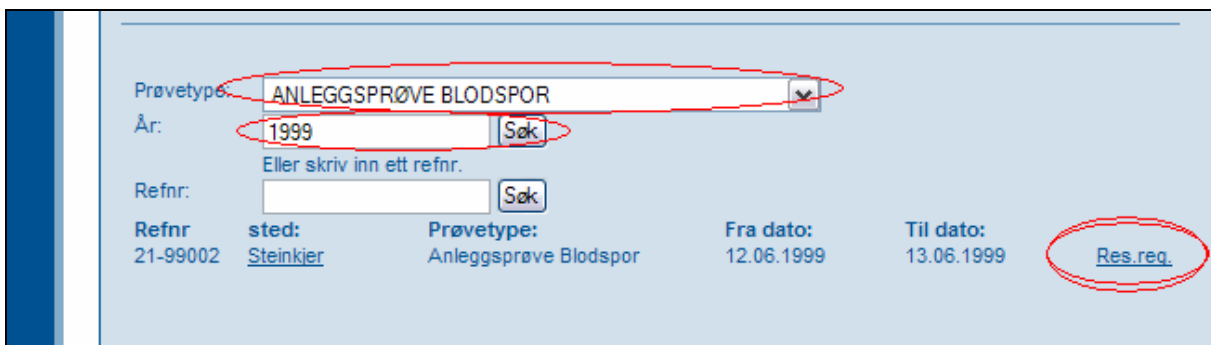 Prøvetype: ANLEGGSPRØVE BLODSPOR
År: 1999 Søk
Eller skriv inn ett refnr.
Refnr: Søk
Refnr sted: Prøvetype: Fra dato: Til dato:
21-99002 Steinkjer Anleggsprøve Blodspor 12.06.1999 13.06.1999 Res.reg.